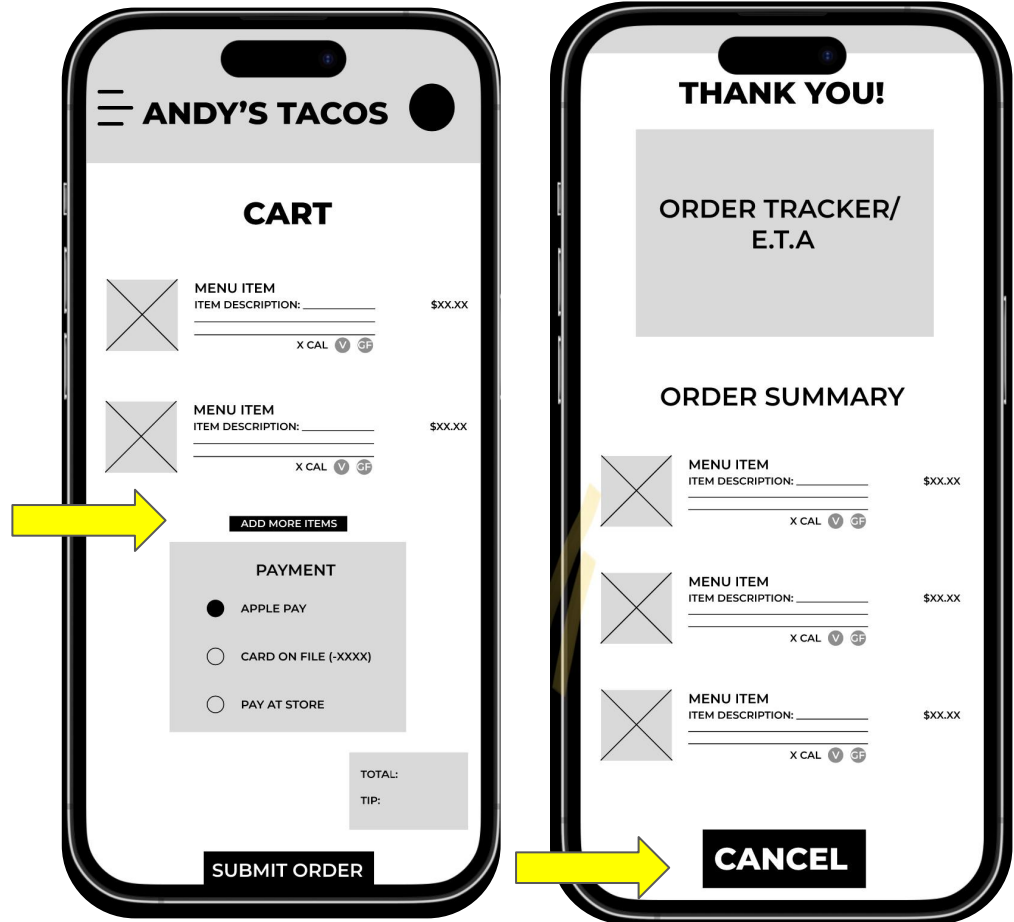 ANDY'S TACOS
CART
MENU ITEM
ITEM DESCRIPTION: $XX.XX
X CAL V GF
MENU ITEM
ITEM DESCRIPTION: $XX.XX
X CAL V GF
ADD MORE ITEMS
PAYMENT
APPLE PAY
CARD ON FILE (-XXXX)
PAY AT STORE
TOTAL:
TIP:
SUBMIT ORDER
THANK YOU!
ORDER TRACKER/
E.T.A
ORDER SUMMARY
MENU ITEM
ITEM DESCRIPTION: $XX.XX
X CAL V GF
MENU ITEM
ITEM DESCRIPTION: $XX.XX
X CAL V GF
MENU ITEM
ITEM DESCRIPTION: $XX.XX
X CAL V GF
CANCEL